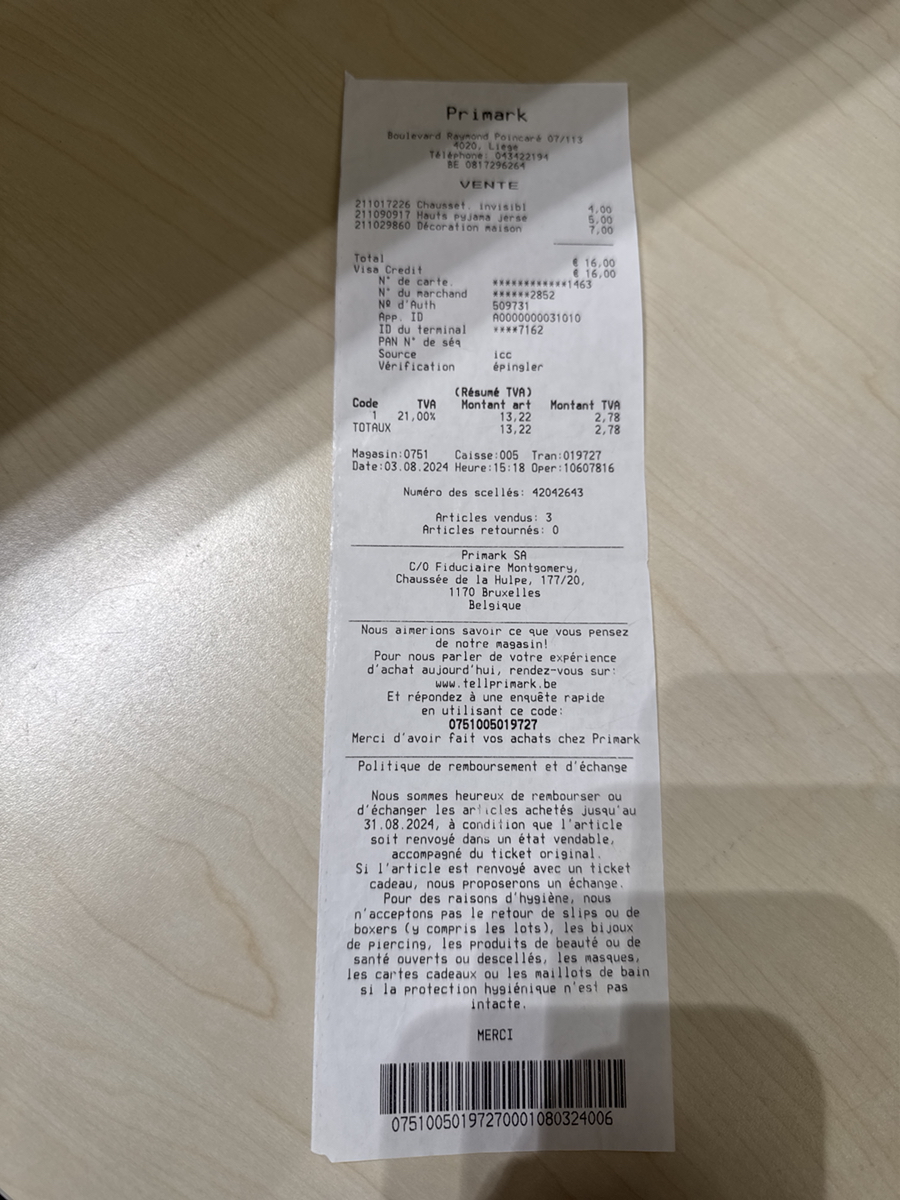 Primark
Boulevard Raymond Poincaré 07/113
4020, Liege
Téléphone: 043422194
BE 0817296264
VENTE
211017226 Chausset. invisibl 4,00
211090917 Hauts pyjama jerse 5,00
211029860 Décoration maison 7,00
Total € 16,00
Visa Credit € 16,00
N° de carte. ************1463
N° du marchand ******2852
Nº d'Auth 509731
App. ID A0000000031010
ID du terminal ****7162
PAN N° de séq
Source icc
Vérification épingler
(Résumé TVA)
Code TVA Montant art Montant TVA
1 21,00% 13,22 2,78
TOTAUX 13,22 2,78
Magasin:0751 Caisse:005 Tran:019727
Date:03.08.2024 Heure:15:18 Oper:10607816
Numéro des scellés: 42042643
Articles vendus: 3
Articles retournés: 0
Primark SA
C/O Fiduciaire Montgomery,
Chaussée de la Hulpe, 177/20,
1170 Bruxelles
Belgique
Nous aimerions savoir ce que vous pensez
de notre magasin!
Pour nous parler de votre expérience
d'achat aujourd'hui, rendez-vous sur:
www.tellprimark.be
Et répondez à une enquête rapide
en utilisant ce code:
0751005019727
Merci d'avoir fait vos achats chez Primark
Politique de remboursement et d'échange
Nous sommes heureux de rembourser ou
d'échanger les articles achetés jusqu'au
31.08.2024, à condition que l'article
soit renvoyé dans un état vendable,
accompagné du ticket original.
Si l'article est renvoyé avec un ticket
cadeau, nous proposerons un échange.
Pour des raisons d'hygiène, nous
n'acceptons pas le retour de slips ou de
boxers (y compris les lots), les bijoux
de piercing, les produits de beauté ou de
santé ouverts ou descellés, les masques,
les cartes cadeaux ou les maillots de bain
si la protection hygiénique n'est pas
intacte.
MERCI
07510050197270001080324006